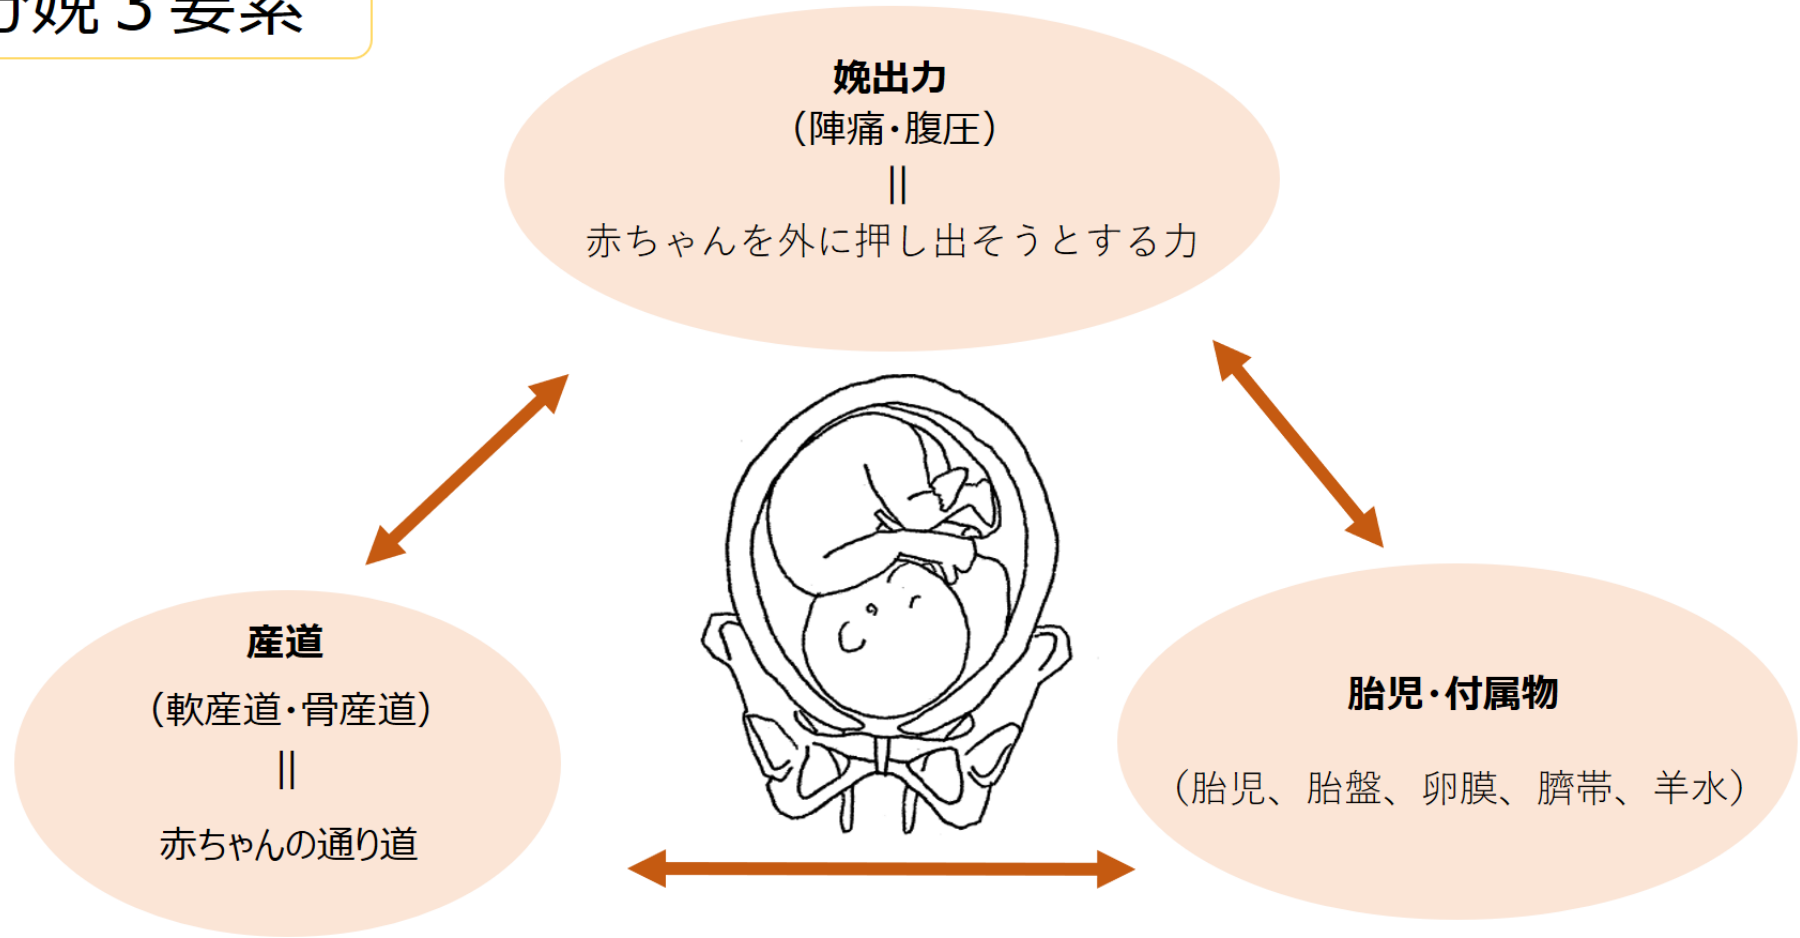 分娩３要素
娩出力
（陣痛・腹圧）
||
赤ちゃんを外に押し出そうとする力
産道
（軟産道・骨産道）
||
赤ちゃんの通り道
胎児・付属物
（胎児、胎盤、卵膜、臍帯、羊水）